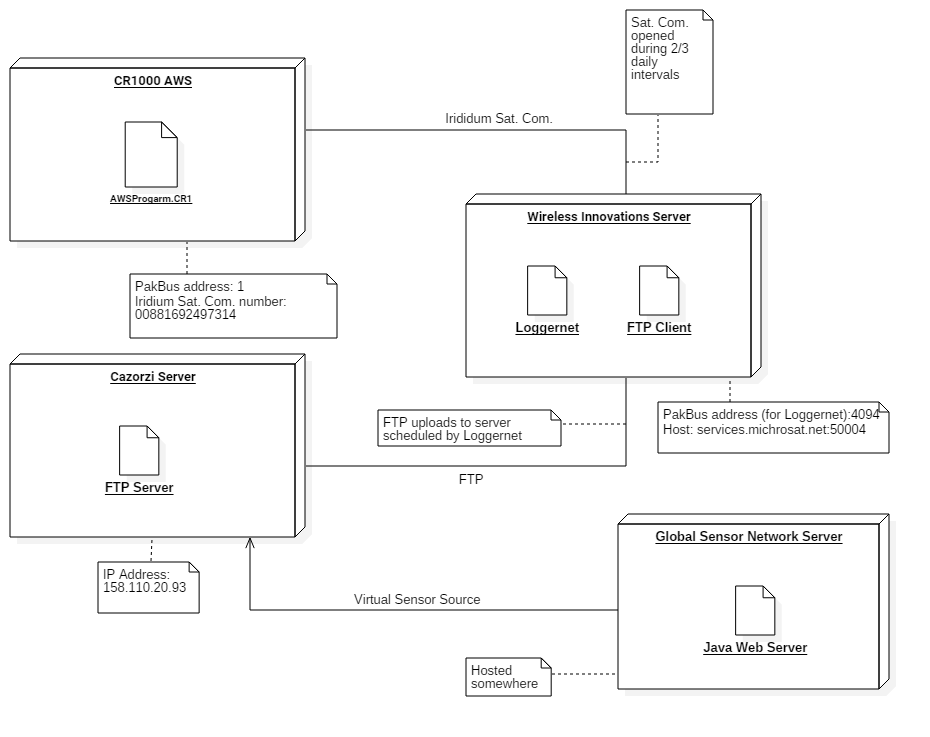 Sat. Com.
opened
during 2/3
daily
intervals
CR1000 AWS
AWSProgarm.CR1
Irididum Sat. Com.
PakBus address: 1
Iridium Sat. Com. number:
00881692497314
Wireless Innovations Server
Loggernet
FTP Client
PakBus address (for Loggernet):4094
Host: services.michrosat.net:50004
Cazorzi Server
FTP Server
FTP uploads to server
scheduled by Loggernet
FTP
IP Address:
158.110.20.93
Virtual Sensor Source
Global Sensor Network Server
Java Web Server
Hosted
somewhere